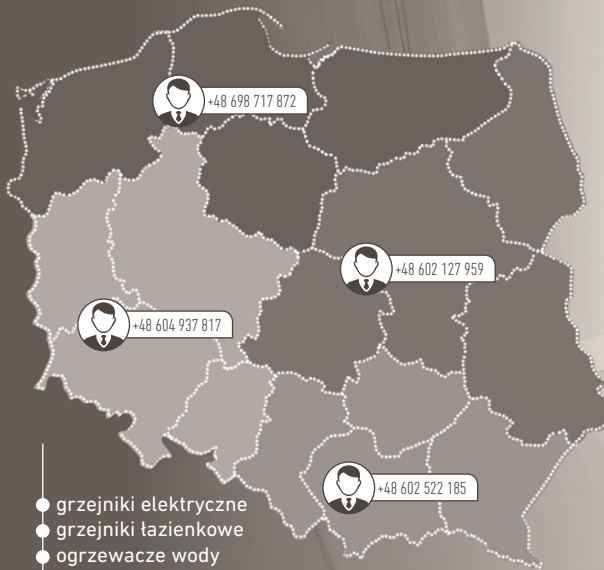 +48 698 717 872
+48 602 127 959
+48 604 937 817
+48 602 522 185
grzejniki elektryczne
grzejniki łazienkowe
ogrzewacze wody